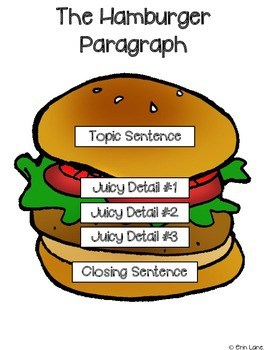 The Hamburger
Paragraph
Topic Sentence
Juicy Detail #1
Juicy Detail #2
Juicy Detail #3
Closing Sentence
© Erin Lane